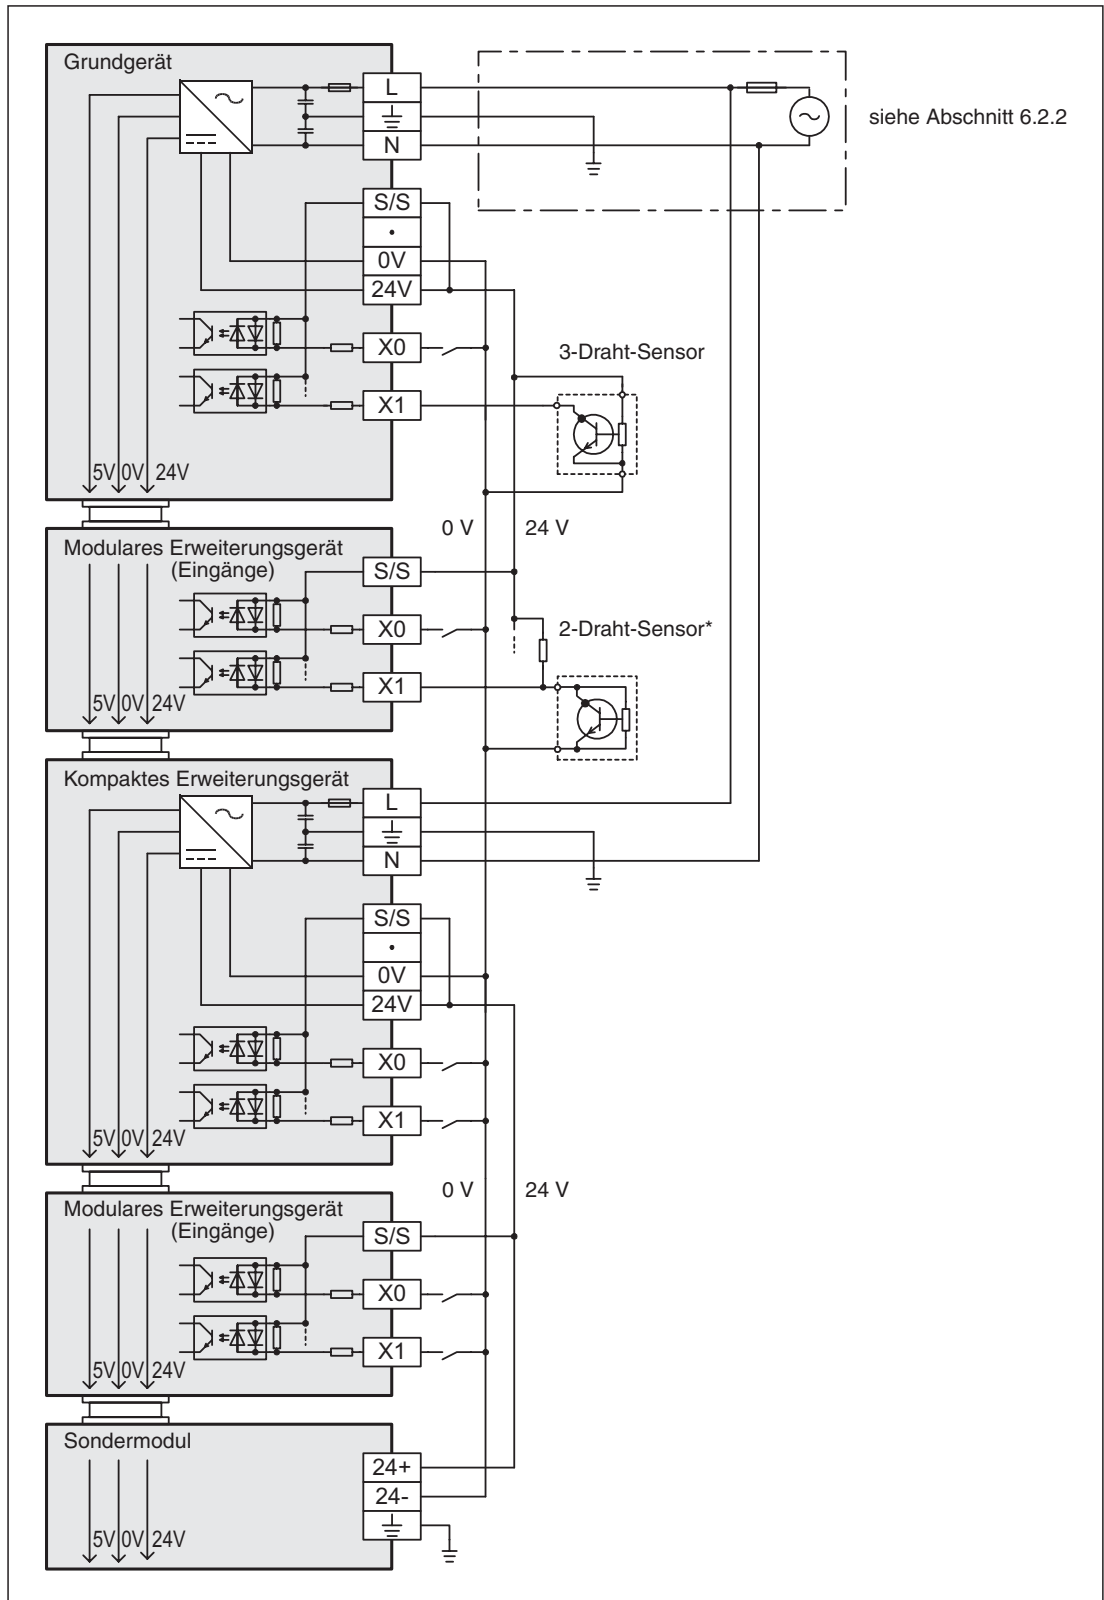 Grundgerät
L
N
siehe Abschnitt 6.2.2
S/S
•
0V
24V
X0
3-Draht-Sensor
X1
5V 0V 24V
0 V 24 V
Modulares Erweiterungsgerät
(Eingänge)
S/S
X0
2-Draht-Sensor*
X1
5V 0V 24V
Kompaktes Erweiterungsgerät
L
N
S/S
•
0V
24V
X0
X1
5V 0V 24V
0 V 24 V
Modulares Erweiterungsgerät
(Eingänge)
S/S
X0
X1
5V 0V 24V
Sondermodul
24+
24-
5V 0V 24V